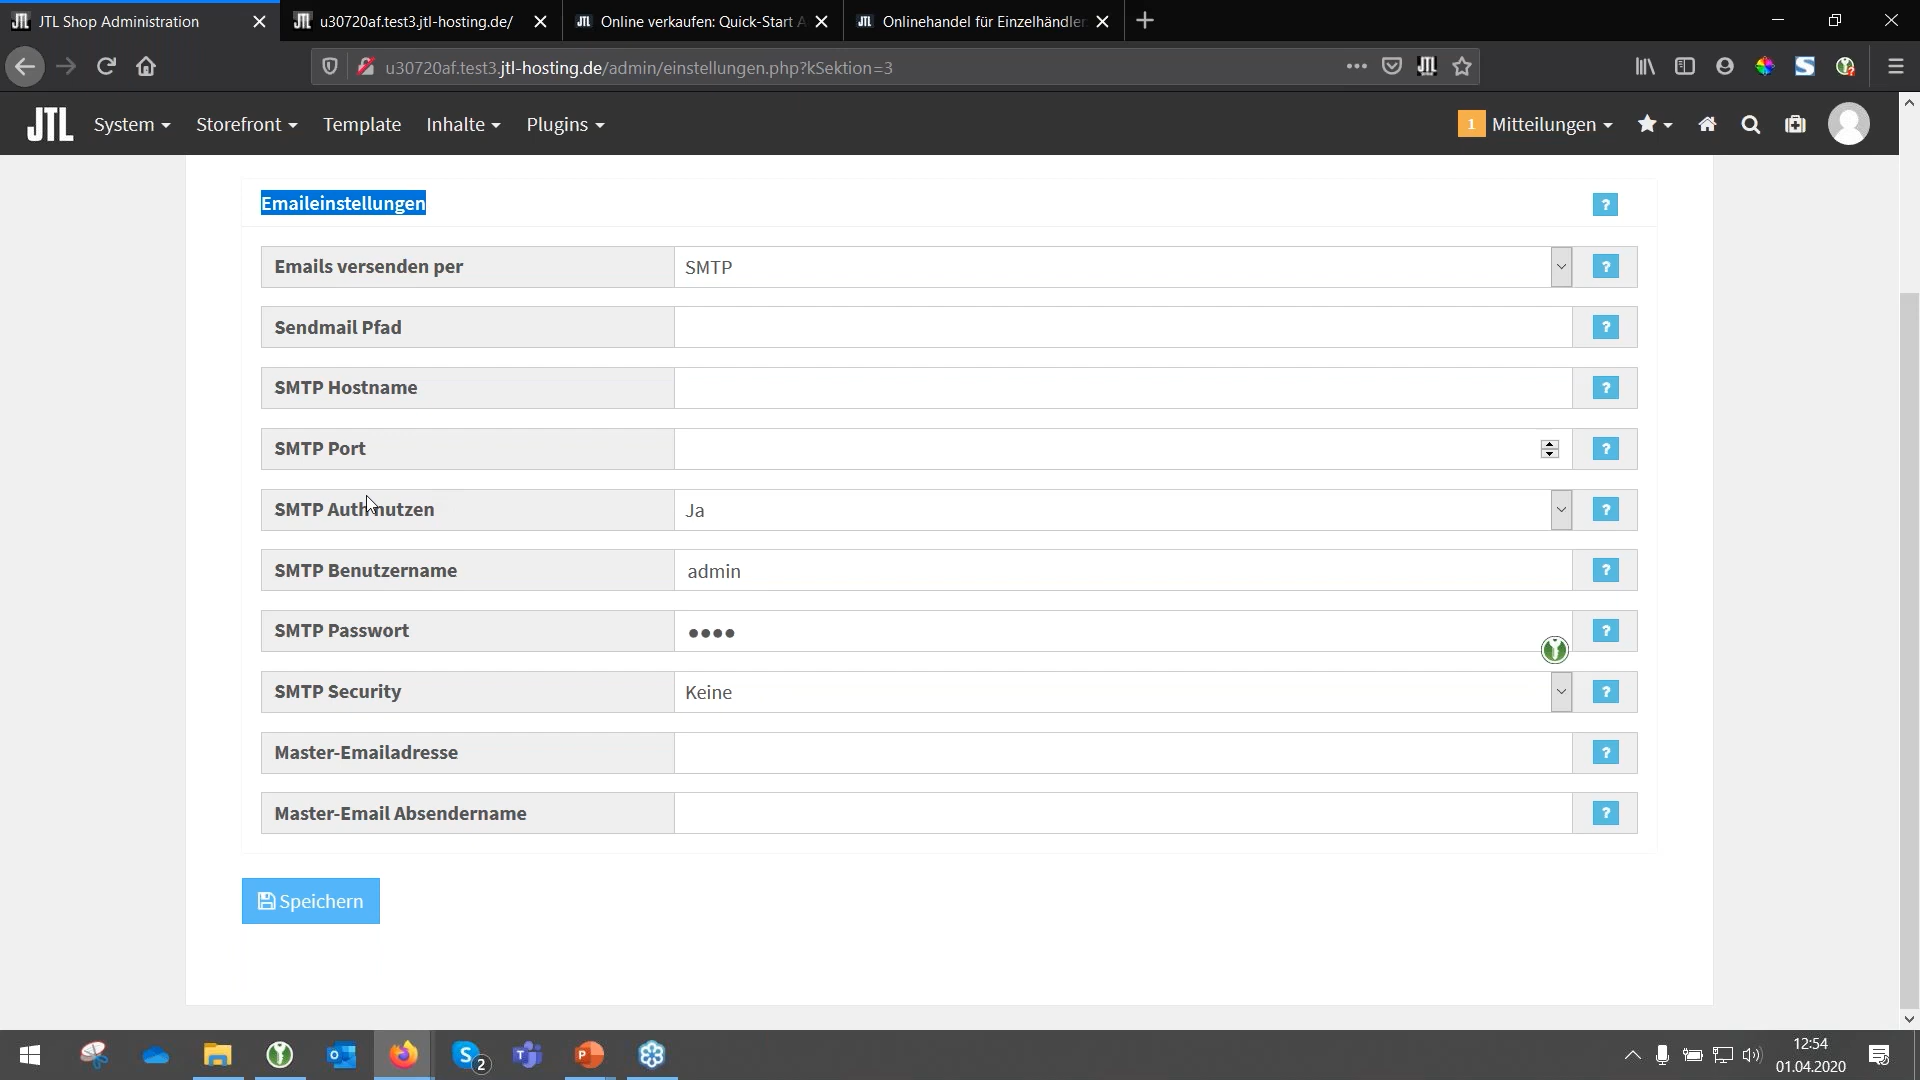 JTL Shop Administration
u30720af.test3.jtl-hosting.de/
Online verkaufen: Quick-Start A
Onlinehandel für Einzelhändler
u30720af.test3.jtl-hosting.de/admin/einstellungen.php?kSektion=3
JTL
System
Storefront
Template
Inhalte
Plugins
1
Mitteilungen
Emaileinstellungen
?
Emails versenden per
SMTP
?
Sendmail Pfad
?
SMTP Hostname
?
SMTP Port
?
SMTP Auth nutzen
Ja
?
SMTP Benutzername
admin
?
SMTP Passwort
●●●●
?
SMTP Security
Keine
?
Master-Emailadresse
?
Master-Email Absendername
?
Speichern
2
12:54
01.04.2020